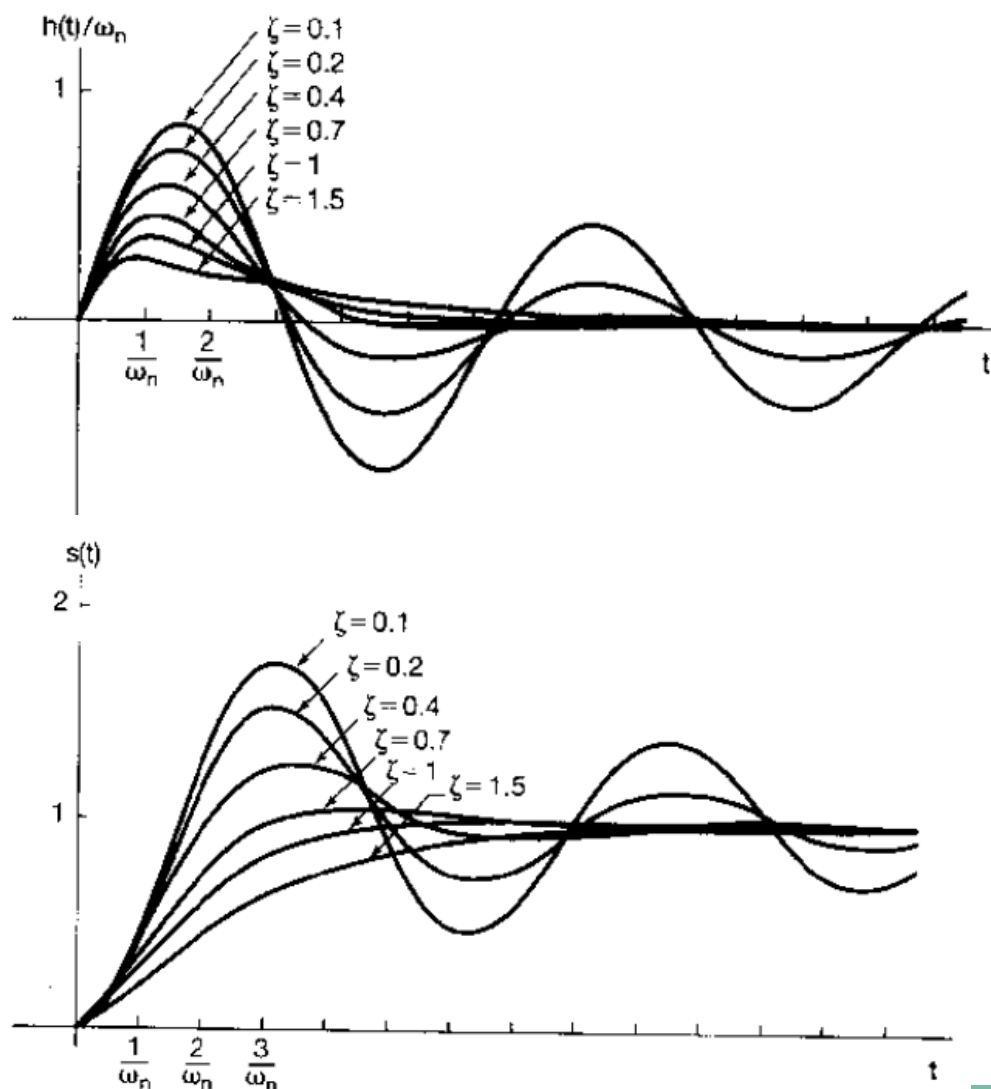 h(t)/ωₙ
ζ=0.1
ζ=0.2
1
ζ=0.4
ζ=0.7
ζ=1
ζ=1.5
1/ωₙ 2/ωₙ
t
s(t)
2
ζ=0.1
ζ=0.2
ζ=0.4
ζ=0.7
ζ=1
ζ=1.5
1
1/ωₙ 2/ωₙ 3/ωₙ
t